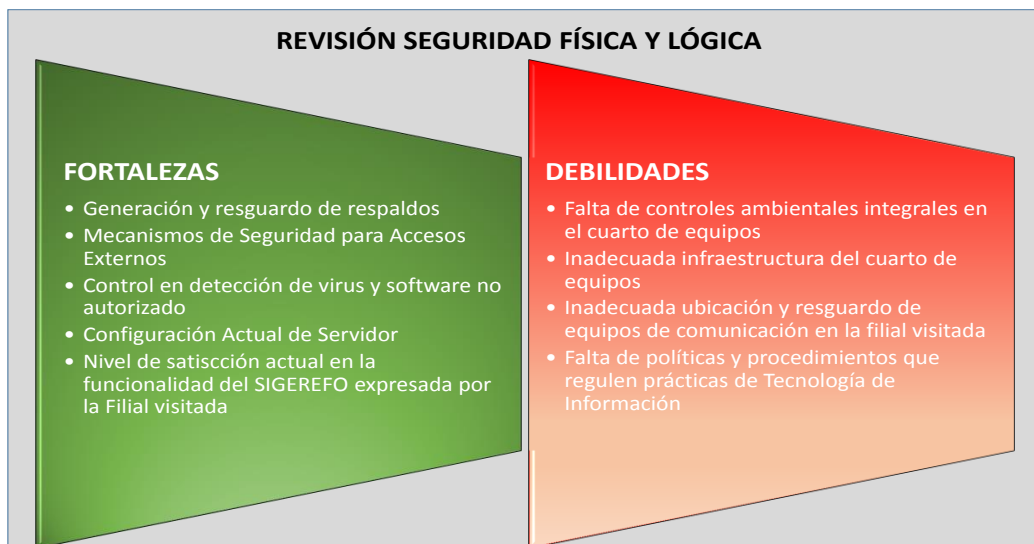 REVISIÓN SEGURIDAD FÍSICA Y LÓGICA
FORTALEZAS
• Generación y resguardo de respaldos
• Mecanismos de Seguridad para Accesos
Externos
• Control en detección de virus y software no
autorizado
• Configuración Actual de Servidor
• Nivel de satiscción actual en la
funcionalidad del SIGEREFO expresada por
la Filial visitada
DEBILIDADES
• Falta de controles ambientales integrales en
el cuarto de equipos
• Inadecuada infraestructura del cuarto de
equipos
• Inadecuada ubicación y resguardo de
equipos de comunicación en la filial visitada
• Falta de políticas y procedimientos que
regulen prácticas de Tecnología de
Información